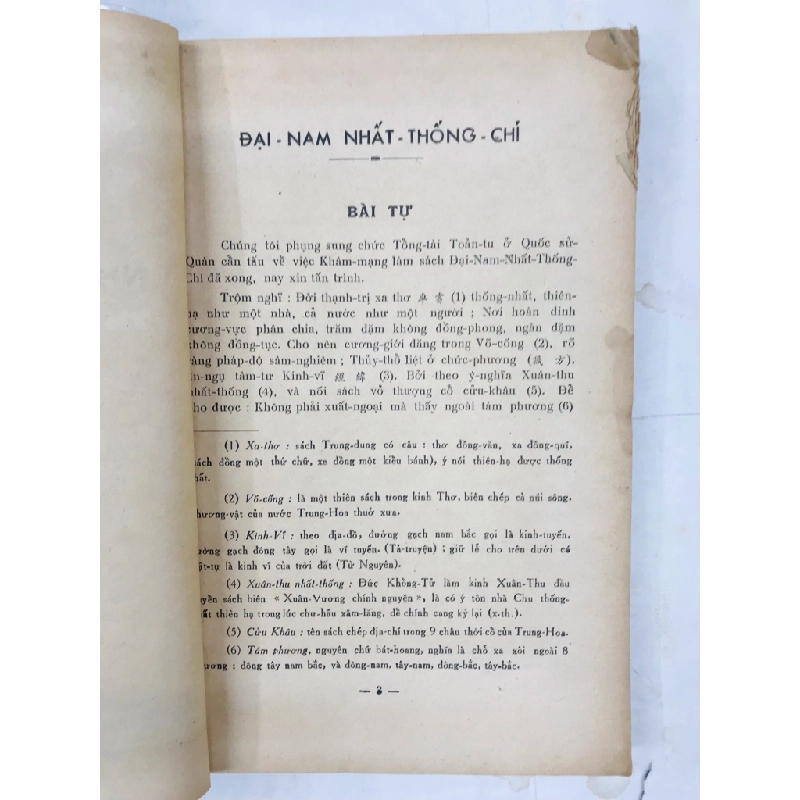 ĐẠI - NAM NHẤT - THỐNG - CHÍ
BÀI TỰ
Chúng tôi phụng sung chức Tổng-tài Toản-tu ở Quốc sử-
Quán cẩn tấu về việc Khâm-mạng làm sách Đại-Nam-Nhất-Thống-
Chí đã xong, nay xin tấn trình.
Trộm nghĩ : Đời thạnh-trị xa thơ 車書 (1) thống-nhất, thiên-
hạ như một nhà, cả nước như một người ; Nơi hoàn dinh
cương-vực phân chia, trăm dặm không đồng-phong, ngàn dặm
không đồng-tục. Cho nên cương-giới đăng trong Võ-cống (2), rõ
ràng pháp-độ sâm-nghiêm ; Thủy-thổ liệt ở chức-phương (職方).
ngụ tâm-tư Kinh-vĩ 經緯 (3). Bởi theo ý-nghĩa Xuân-thu
nhất-thống (4), và nối sách vở thượng cổ cửu-khâu (5). Để
cho được : Không phải xuất-ngoại mà thấy ngoài tám phương (6)
(1) Xa-thơ : sách Trung-dung có câu : thơ đồng-văn, xa đồng-quĩ.
sách đồng một thứ chữ, xe đồng một kiểu bánh), ý nói thiên-hạ được thống
nhất.
(2) Võ-cống : là một thiên sách trong kinh Thơ, biên chép cả núi sông,
phương-vật của nước Trung-Hoa thuở xưa.
(3) Kinh-Vĩ : theo địa-đồ, đường gạch nam bắc gọi là kinh-tuyến,
đường gạch đông tây gọi là vĩ tuyến. (Tả-truyện) ; giữ lễ cho trên dưới có
ật-tự là kinh vĩ của trời đất (Từ Nguyên).
(4) Xuân-thu nhất-thống : Đức Khổng-Tử làm kinh Xuân-Thu đầu
quyển sách hiên « Xuân-Vương chính nguyên », là có ý tôn nhà Chu thống-
nhất thiên hạ trong lúc chư-hầu xâm-lăng, để chính cang kỷ lại (x.th.).
(5) Cửu Khâu : tên sách chép địa-chí trong 9 châu thời cổ của Trung-Hoa.
(6) Tám phương, nguyên chữ bát-hoang, nghĩa là chỗ xa xôi ngoài 8
phương : đông tây nam bắc, và đông-nam, tây-nam, đông-bắc, tây-bắc.
— 3 —